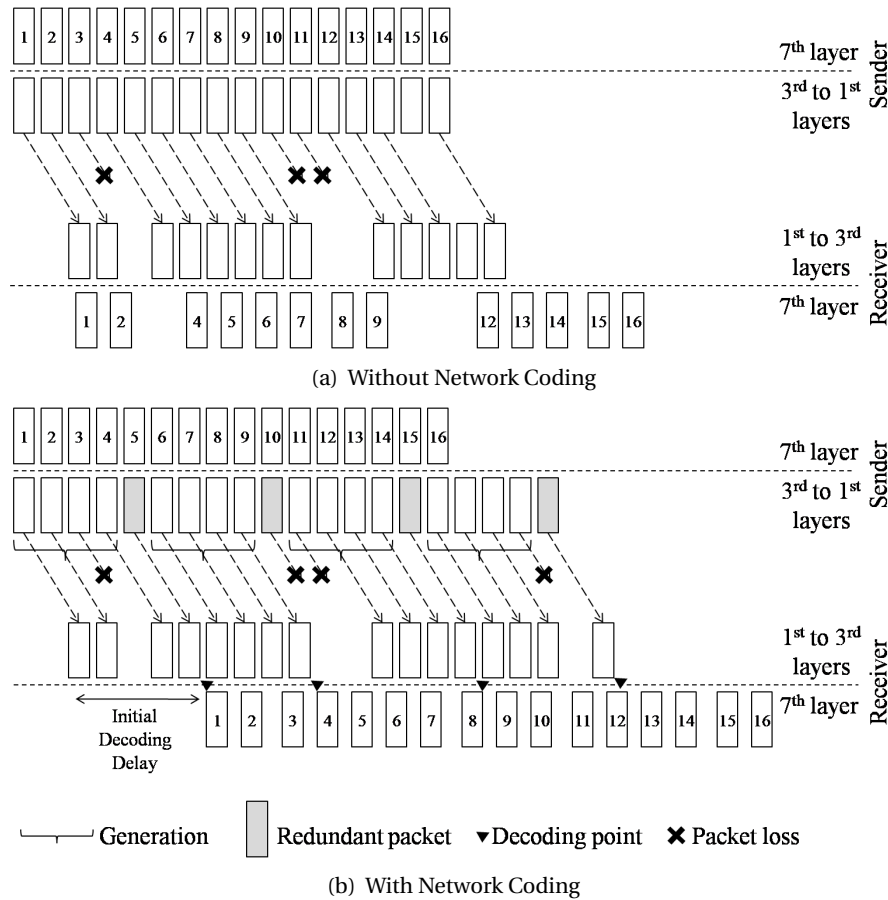 1 2 3 4 5 6 7 8 9 10 11 12 13 14 15 16
7th layer
Sender
3rd to 1st
layers
1st to 3rd
layers
Receiver
7th layer
1 2 4 5 6 7 8 9 12 13 14 15 16
(a) Without Network Coding
1 2 3 4 5 6 7 8 9 10 11 12 13 14 15 16
7th layer
Sender
3rd to 1st
layers
1st to 3rd
layers
Receiver
7th layer
1 2 3 4 5 6 7 8 9 10 11 12 13 14 15 16
Initial
Decoding
Delay
Generation
Redundant packet
Decoding point
Packet loss
(b) With Network Coding